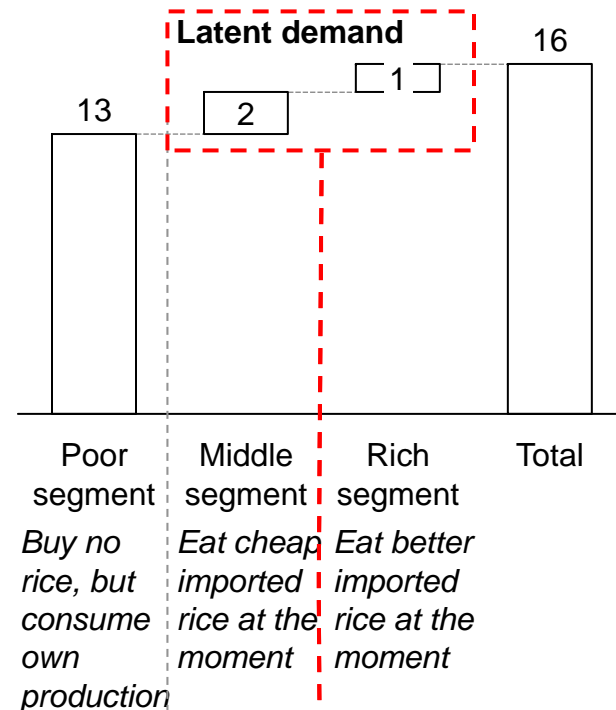 Latent demand
16
1
13
2
Poor
segment
Middle
segment
Rich
segment
Total
Buy no
rice, but
consume
own
production
Eat cheap
imported
rice at the
moment
Eat better
imported
rice at the
moment